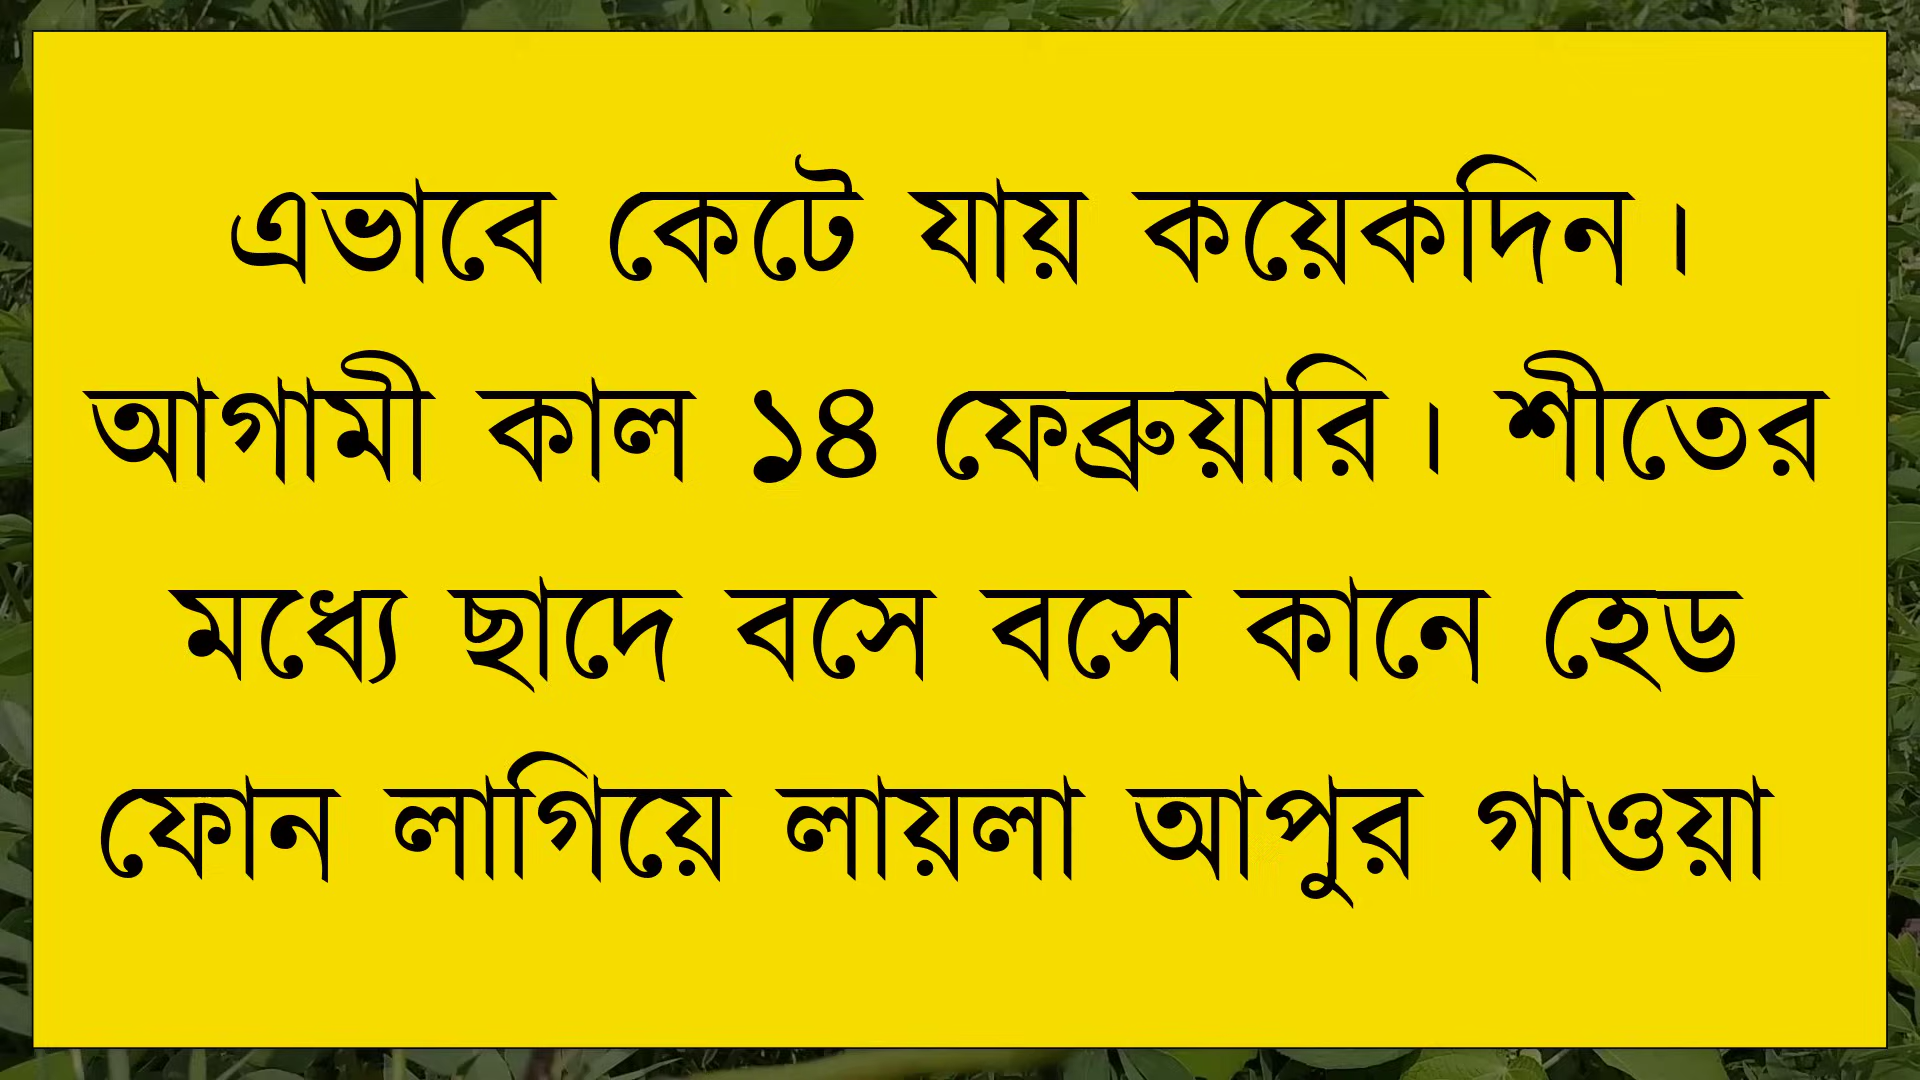 এভাবে কেটে যায় কয়েকদিন।
আগামী কাল ১৪ ফেব্রুয়ারি। শীতের
মধ্যে ছাদে বসে বসে কানে হেড
ফোন লাগিয়ে লায়লা আপুর গাওয়া